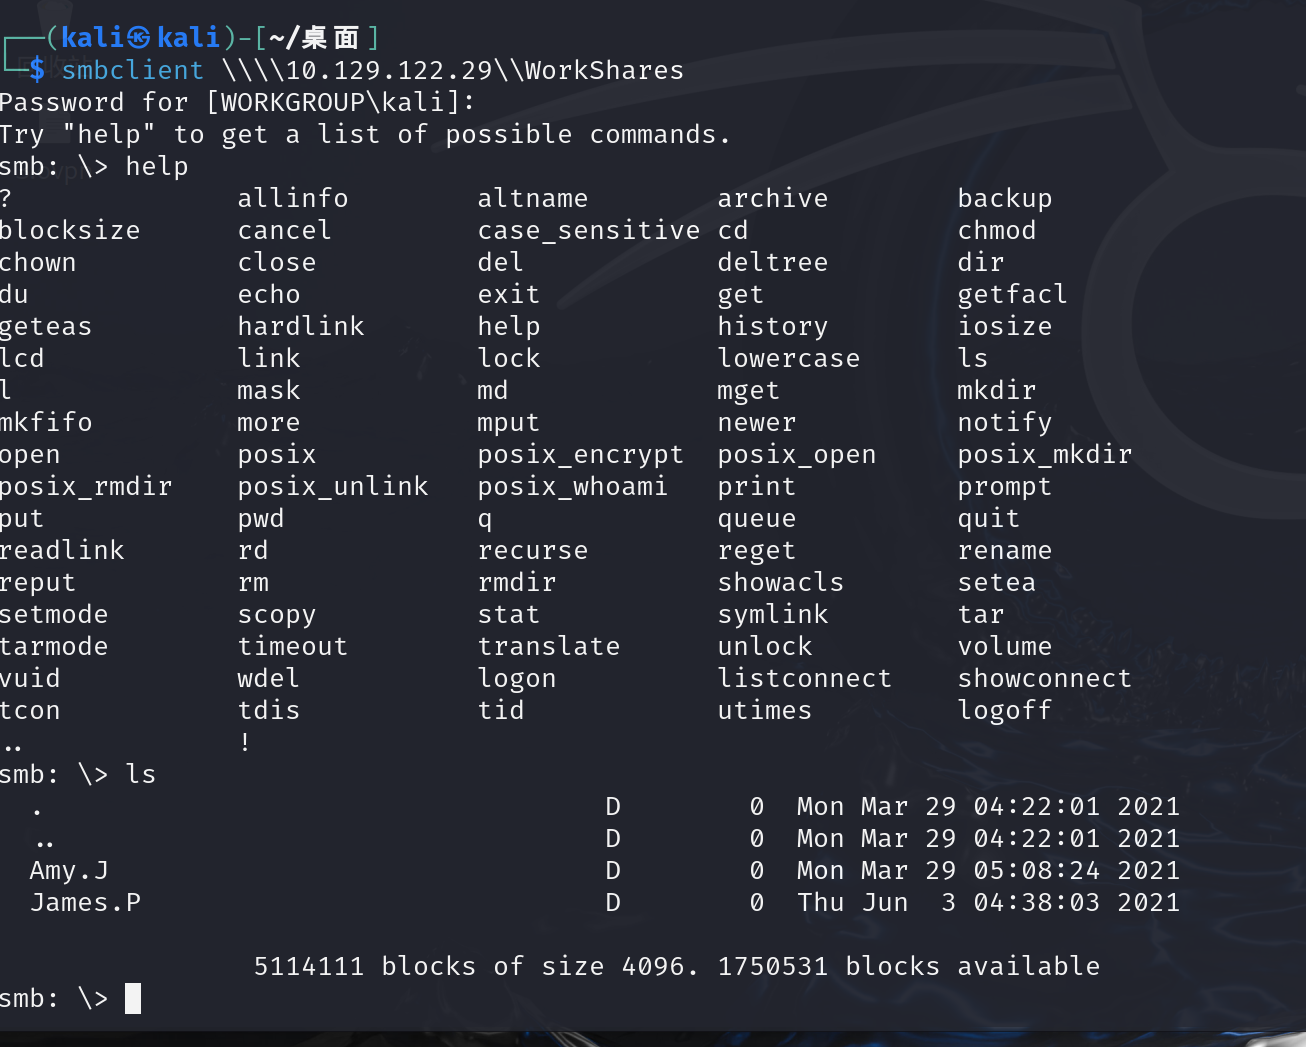 ┌──(kali㉿kali)-[~/桌面]
└─$ smbclient \\\\10.129.122.29\\WorkShares
Password for [WORKGROUP\kali]:
Try "help" to get a list of possible commands.
smb: \> help
?              allinfo        altname        archive        backup
blocksize      cancel         case_sensitive cd             chmod
chown          close          del            deltree        dir
du             echo           exit           get            getfacl
geteas         hardlink       help           history        iosize
lcd            link           lock           lowercase      ls
l              mask           md             mget           mkdir
mkfifo         more           mput           newer          notify
open           posix          posix_encrypt  posix_open     posix_mkdir
posix_rmdir    posix_unlink   posix_whoami   print          prompt
put            pwd            q              queue          quit
readlink       rd             recurse        reget          rename
reput          rm             rmdir          showacls       setea
setmode        scopy          stat           symlink        tar
tarmode        timeout        translate      unlock         volume
vuid           wdel           logon          listconnect    showconnect
tcon           tdis           tid            utimes         logoff
..             !
smb: \> ls
  .                                   D        0  Mon Mar 29 04:22:01 2021
  ..                                  D        0  Mon Mar 29 04:22:01 2021
  Amy.J                               D        0  Mon Mar 29 05:08:24 2021
  James.P                             D        0  Thu Jun  3 04:38:03 2021
                5114111 blocks of size 4096. 1750531 blocks available
smb: \>